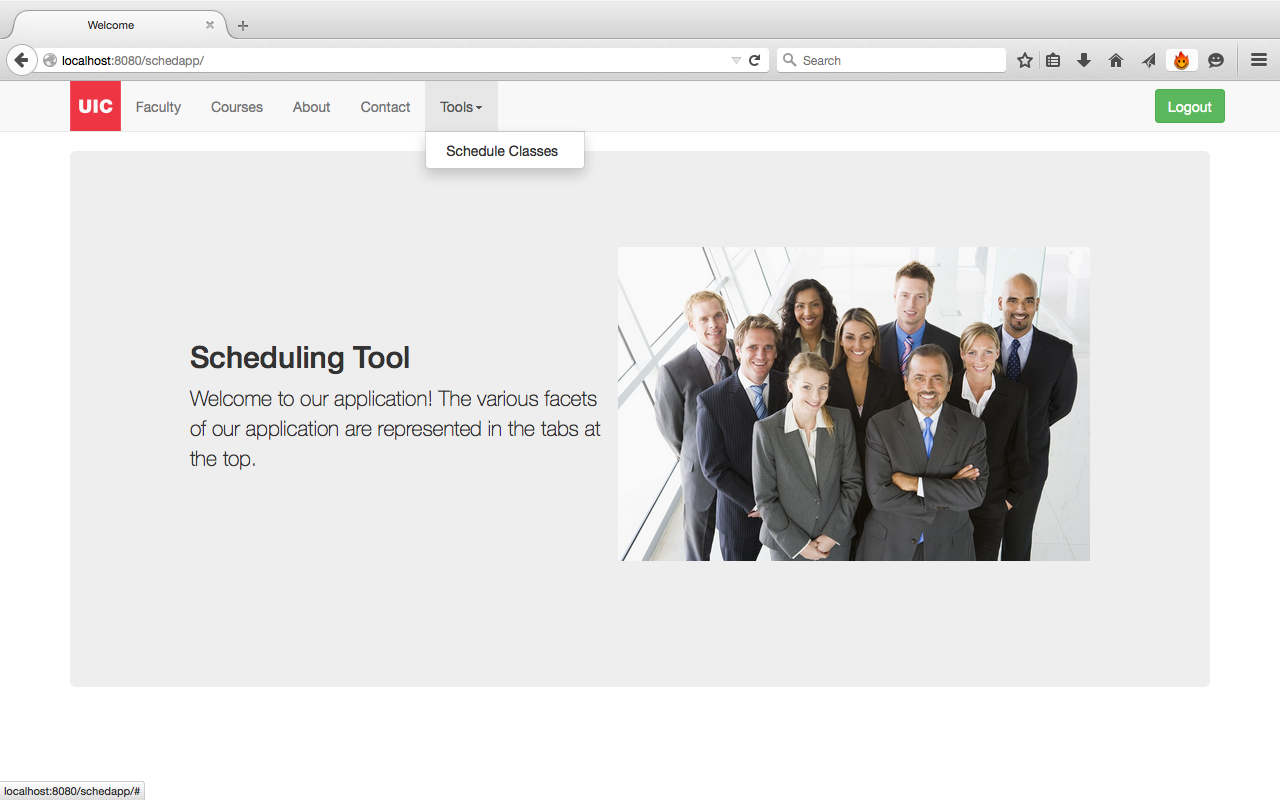 Welcome
localhost:8080/schedapp/
Search
UIC
Faculty
Courses
About
Contact
Tools
Logout
Schedule Classes
Scheduling Tool
Welcome to our application! The various facets
of our application are represented in the tabs at
the top.
localhost:8080/schedapp/#